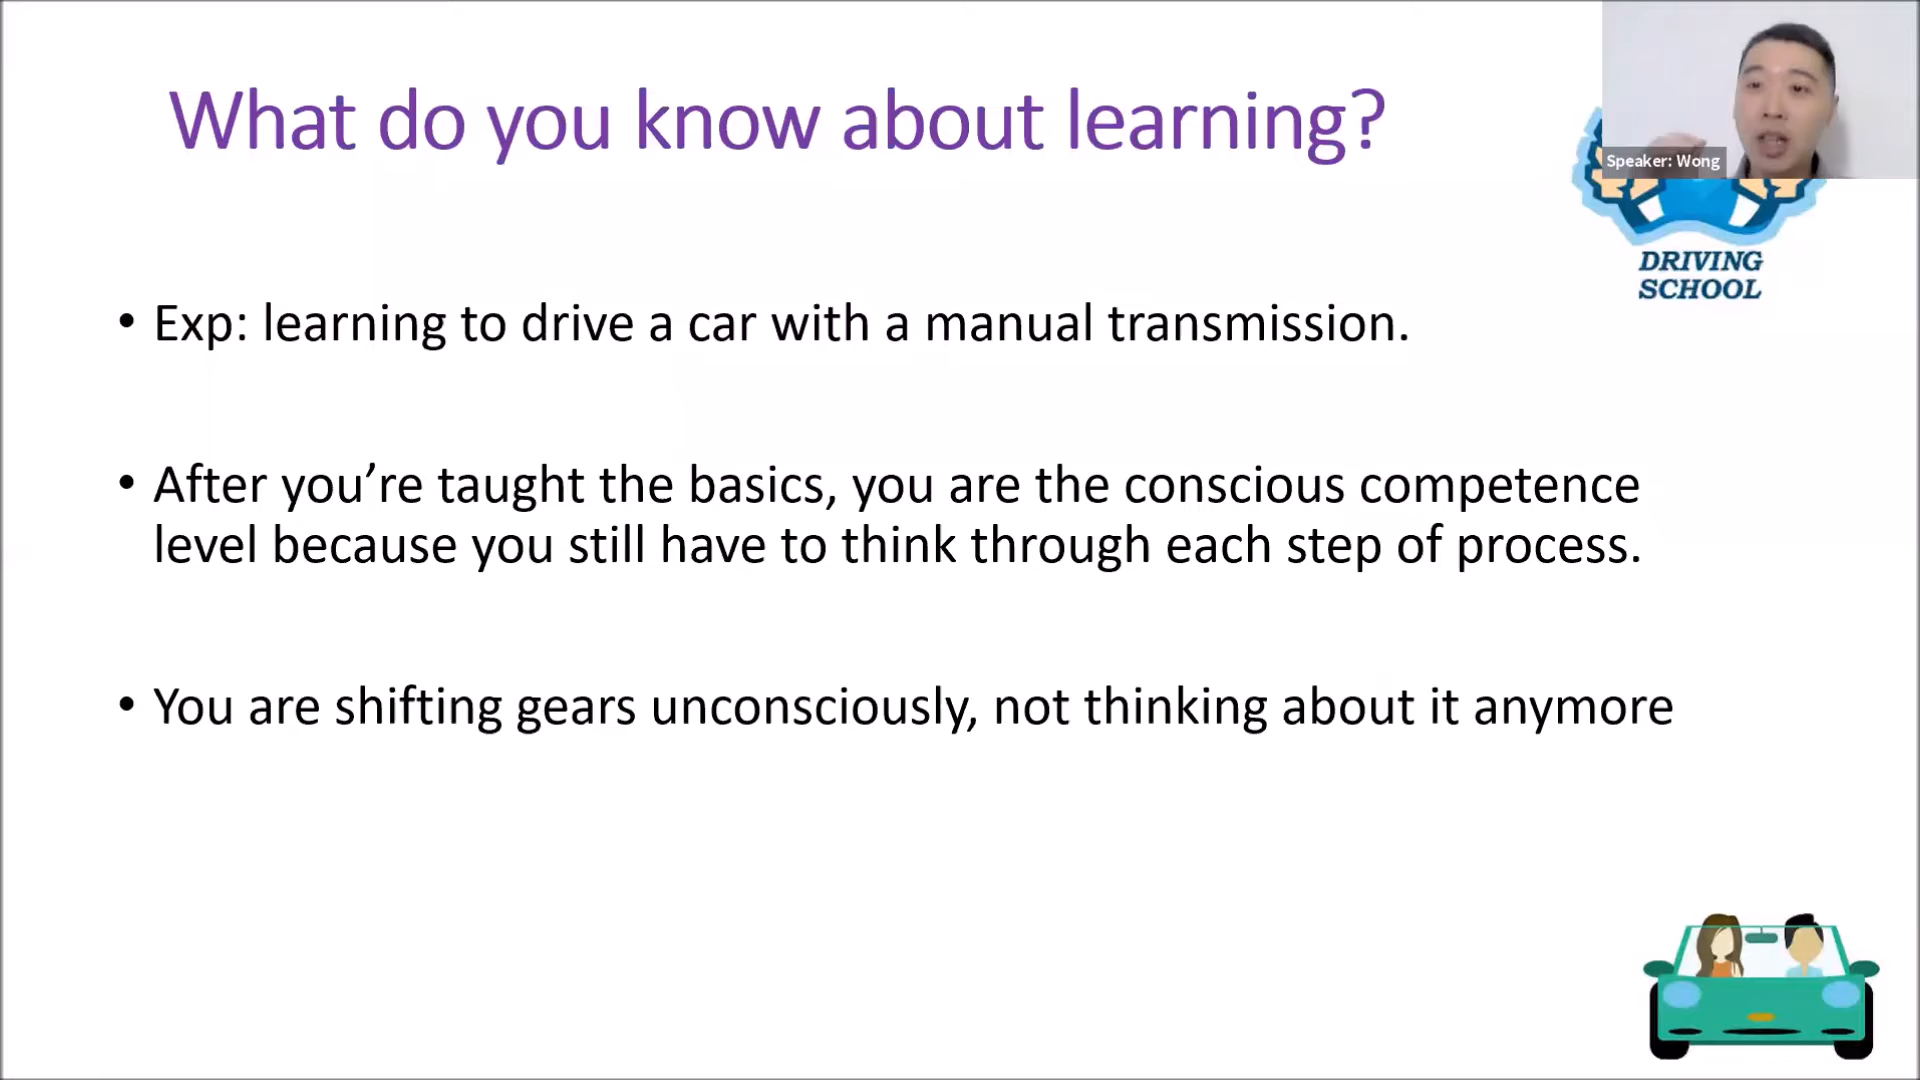 What do you know about learning?
Speaker: Wong
DRIVING
SCHOOL
• Exp: learning to drive a car with a manual transmission.
• After you’re taught the basics, you are the conscious competence
level because you still have to think through each step of process.
• You are shifting gears unconsciously, not thinking about it anymore